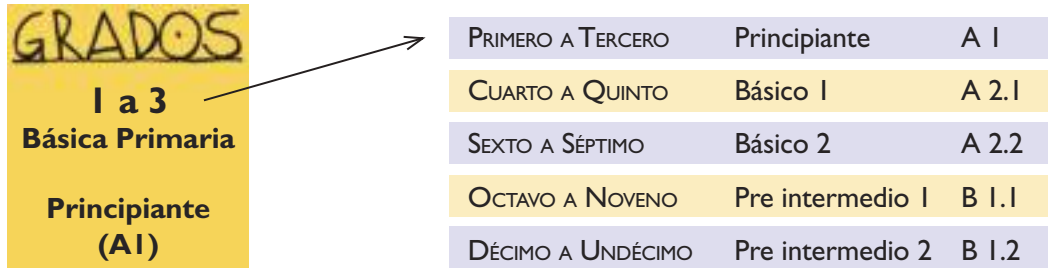 GRADOS
1 a 3
Básica Primaria
Principiante
(A1)
PRIMERO A TERCERO Principiante A 1
CUARTO A QUINTO Básico 1 A 2.1
SEXTO A SÉPTIMO Básico 2 A 2.2
OCTAVO A NOVENO Pre intermedio 1 B 1.1
DÉCIMO A UNDÉCIMO Pre intermedio 2 B 1.2